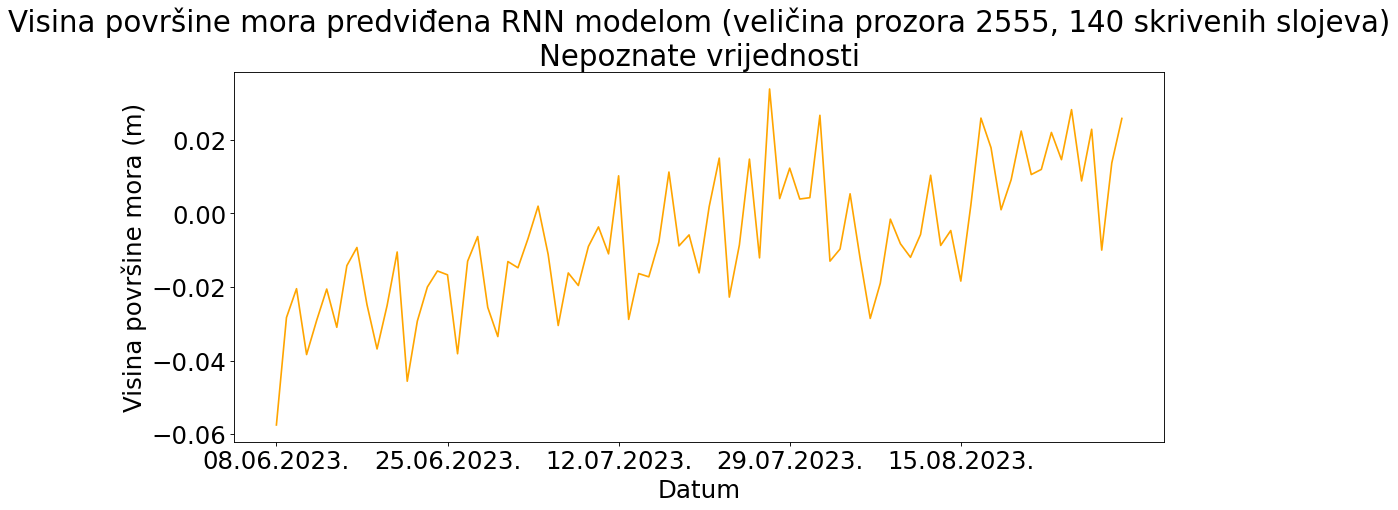 Visina površine mora predviđena RNN modelom (veličina prozora 2555, 140 skrivenih slojeva)
Nepoznate vrijednosti
Visina površine mora (m)
0.02
0.00
−0.02
−0.04
−0.06
08.06.2023. 25.06.2023. 12.07.2023. 29.07.2023. 15.08.2023.
Datum